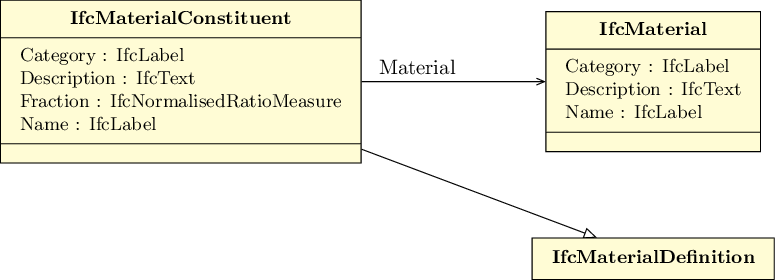 IfcMaterialConstituent
Category : IfcLabel
Description : IfcText
Fraction : IfcNormalisedRatioMeasure
Name : IfcLabel
Material
IfcMaterial
Category : IfcLabel
Description : IfcText
Name : IfcLabel
IfcMaterialDefinition